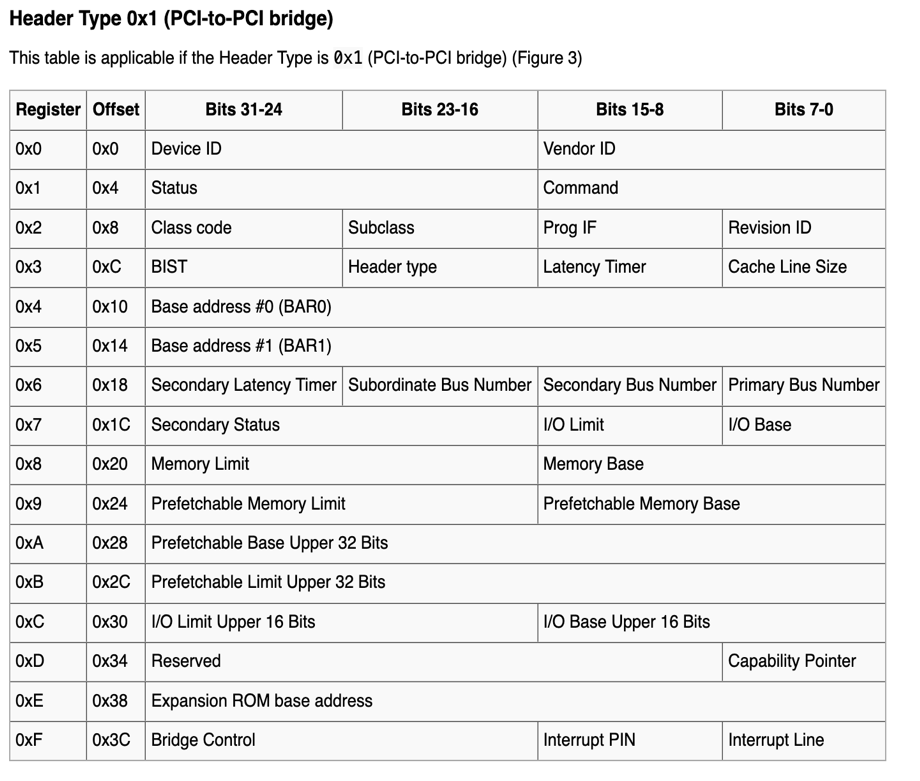 Header Type 0x1 (PCI-to-PCI bridge)
This table is applicable if the Header Type is 0x1 (PCI-to-PCI bridge) (Figure 3)
Register Offset Bits 31-24 Bits 23-16 Bits 15-8 Bits 7-0
0x0 0x0 Device ID Vendor ID
0x1 0x4 Status Command
0x2 0x8 Class code Subclass Prog IF Revision ID
0x3 0xC BIST Header type Latency Timer Cache Line Size
0x4 0x10 Base address #0 (BAR0)
0x5 0x14 Base address #1 (BAR1)
0x6 0x18 Secondary Latency Timer Subordinate Bus Number Secondary Bus Number Primary Bus Number
0x7 0x1C Secondary Status I/O Limit I/O Base
0x8 0x20 Memory Limit Memory Base
0x9 0x24 Prefetchable Memory Limit Prefetchable Memory Base
0xA 0x28 Prefetchable Base Upper 32 Bits
0xB 0x2C Prefetchable Limit Upper 32 Bits
0xC 0x30 I/O Limit Upper 16 Bits I/O Base Upper 16 Bits
0xD 0x34 Reserved Capability Pointer
0xE 0x38 Expansion ROM base address
0xF 0x3C Bridge Control Interrupt PIN Interrupt Line